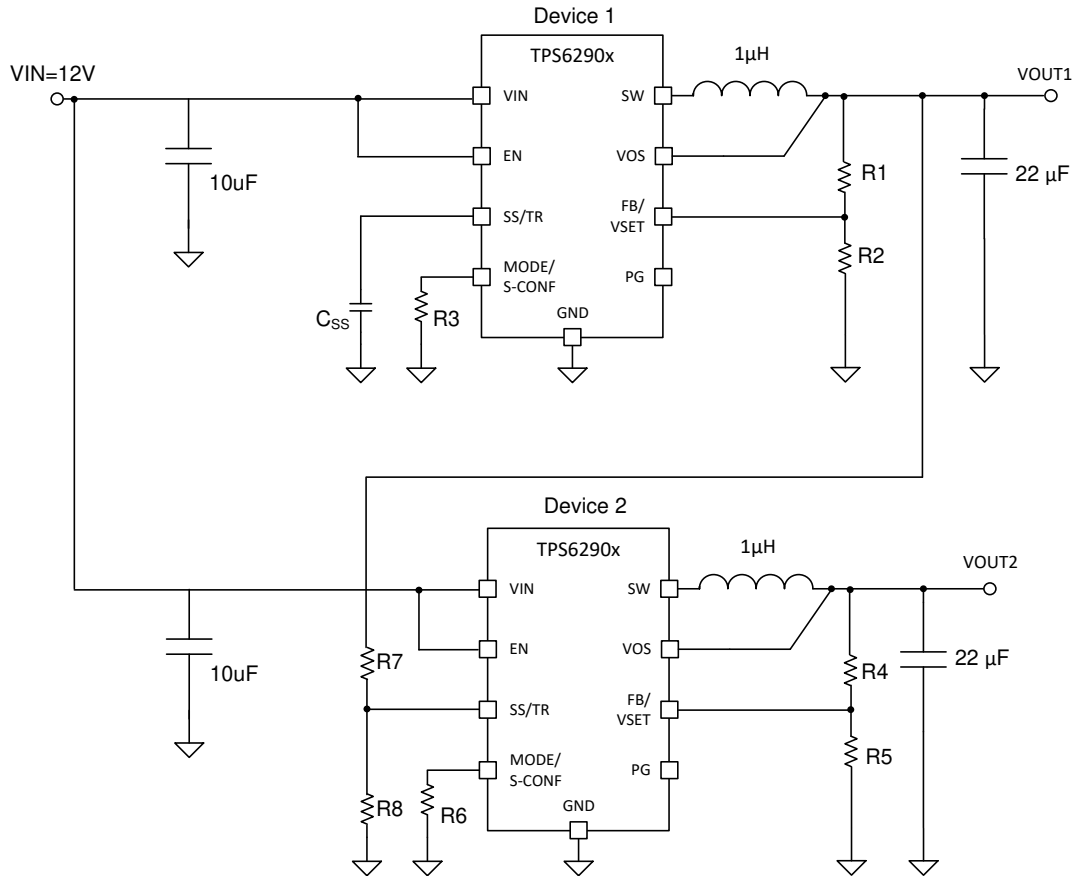 Device 1
TPS6290x
1µH
VIN=12V
VOUT1
VIN
SW
EN
VOS
10uF
R1
22 µF
SS/TR
FB/
VSET
R2
MODE/
S-CONF
PG
CSS
R3
GND
Device 2
TPS6290x
1µH
VOUT2
VIN
SW
EN
VOS
10uF
R7
R4
22 µF
SS/TR
FB/
VSET
R5
MODE/
S-CONF
PG
R8
R6
GND